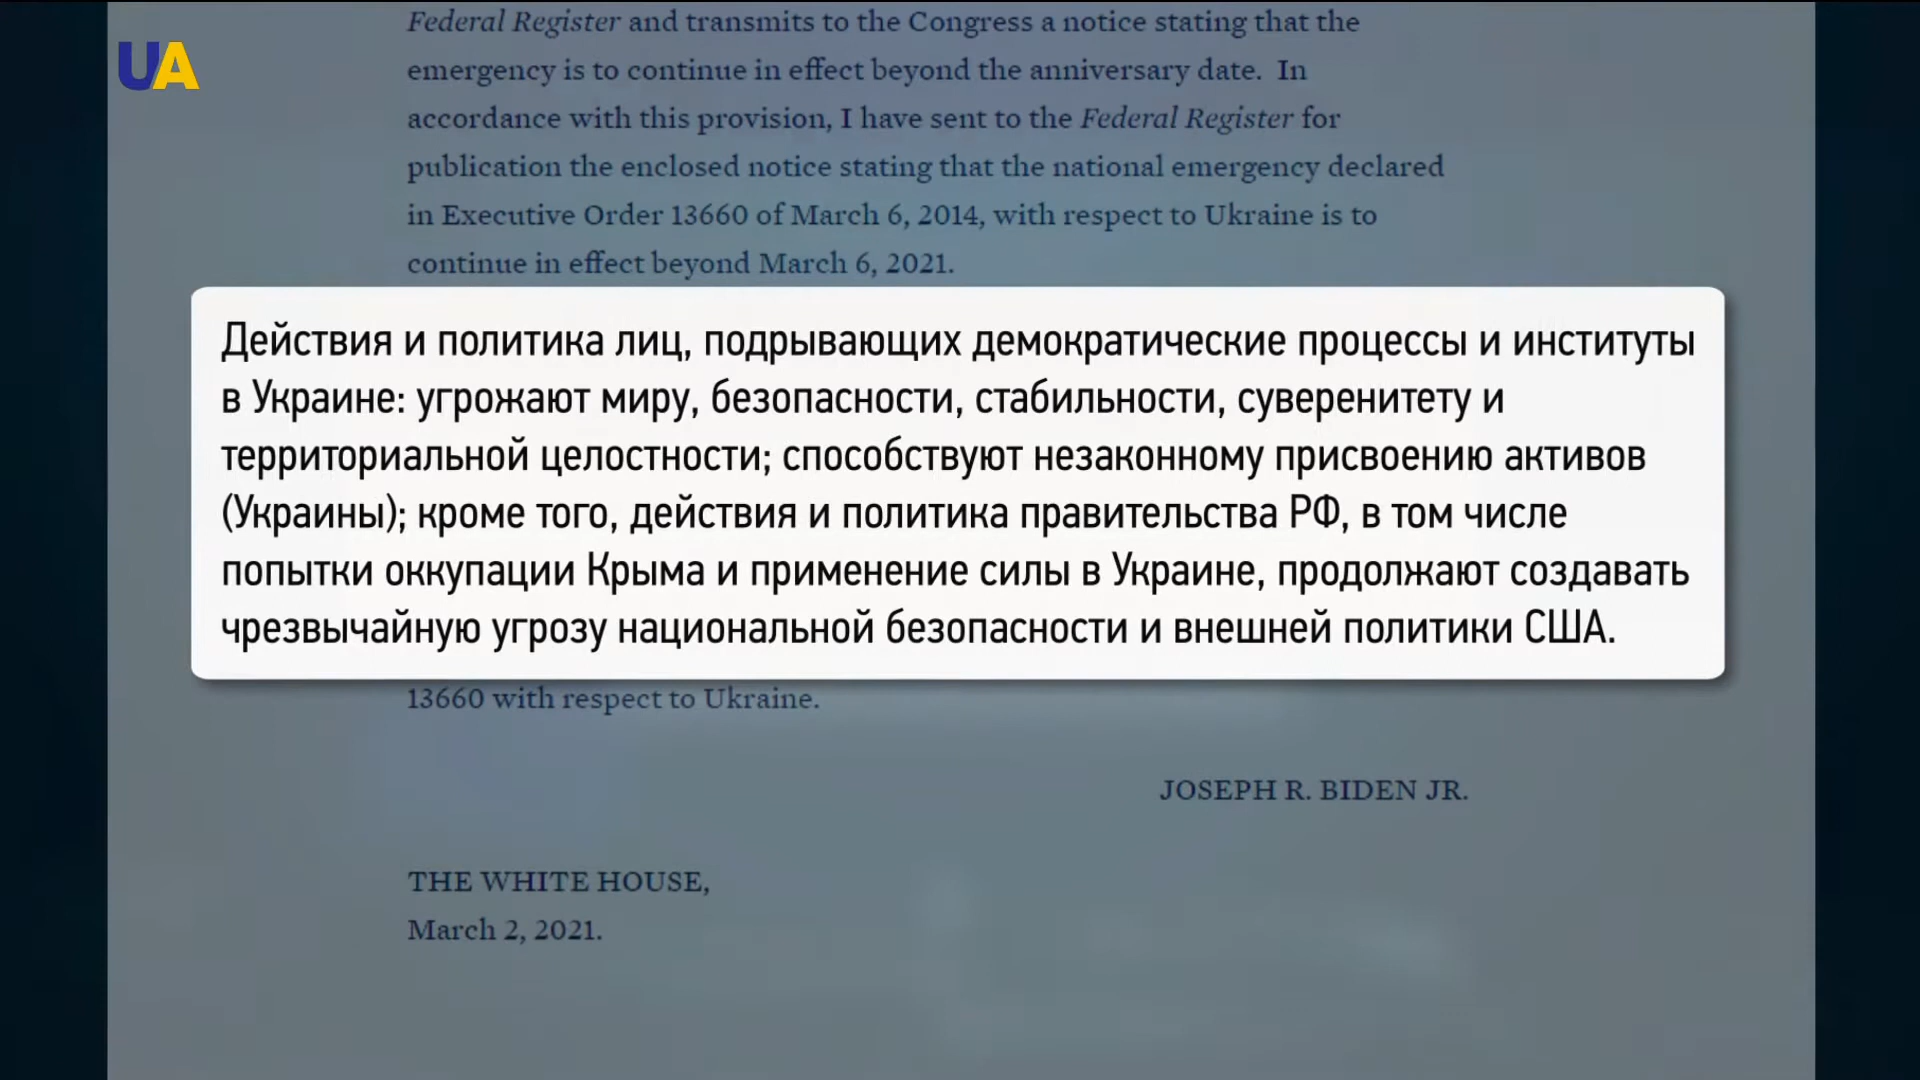 UA
Federal Register and transmits to the Congress a notice stating that the
emergency is to continue in effect beyond the anniversary date. In
accordance with this provision, I have sent to the Federal Register for
publication the enclosed notice stating that the national emergency declared
in Executive Order 13660 of March 6, 2014, with respect to Ukraine is to
continue in effect beyond March 6, 2021.
Действия и политика лиц, подрывающих демократические процессы и институты
в Украине: угрожают миру, безопасности, стабильности, суверенитету и
территориальной целостности; способствуют незаконному присвоению активов
(Украины); кроме того, действия и политика правительства РФ, в том числе
попытки оккупации Крыма и применение силы в Украине, продолжают создавать
чрезвычайную угрозу национальной безопасности и внешней политики США.
13660 with respect to Ukraine.
JOSEPH R. BIDEN JR.
THE WHITE HOUSE,
March 2, 2021.